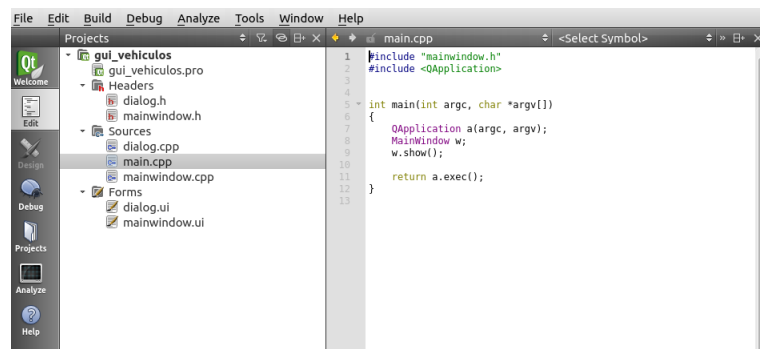 File Edit Build Debug Analyze Tools Window Help
Projects
main.cpp
<Select Symbol>
Qt
Welcome
Edit
Design
Debug
Projects
Analyze
Help
gui_vehiculos
gui_vehiculos.pro
Headers
dialog.h
mainwindow.h
Sources
dialog.cpp
main.cpp
mainwindow.cpp
Forms
dialog.ui
mainwindow.ui
1 #include "mainwindow.h"
2 #include <QApplication>
3
4
5 int main(int argc, char *argv[])
6 {
7 QApplication a(argc, argv);
8 MainWindow w;
9 w.show();
10
11 return a.exec();
12 }
13